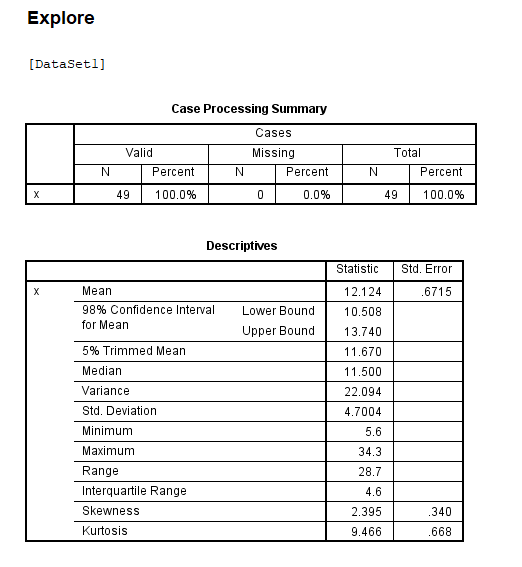 Explore
[DataSet1]
Case Processing Summary
Cases
Valid Missing Total
N Percent N Percent N Percent
x 49 100.0% 0 0.0% 49 100.0%
Descriptives
Statistic Std. Error
x Mean 12.124 .6715
98% Confidence Interval for Mean Lower Bound 10.508
Upper Bound 13.740
5% Trimmed Mean 11.670
Median 11.500
Variance 22.094
Std. Deviation 4.7004
Minimum 5.6
Maximum 34.3
Range 28.7
Interquartile Range 4.6
Skewness 2.395 .340
Kurtosis 9.466 .668